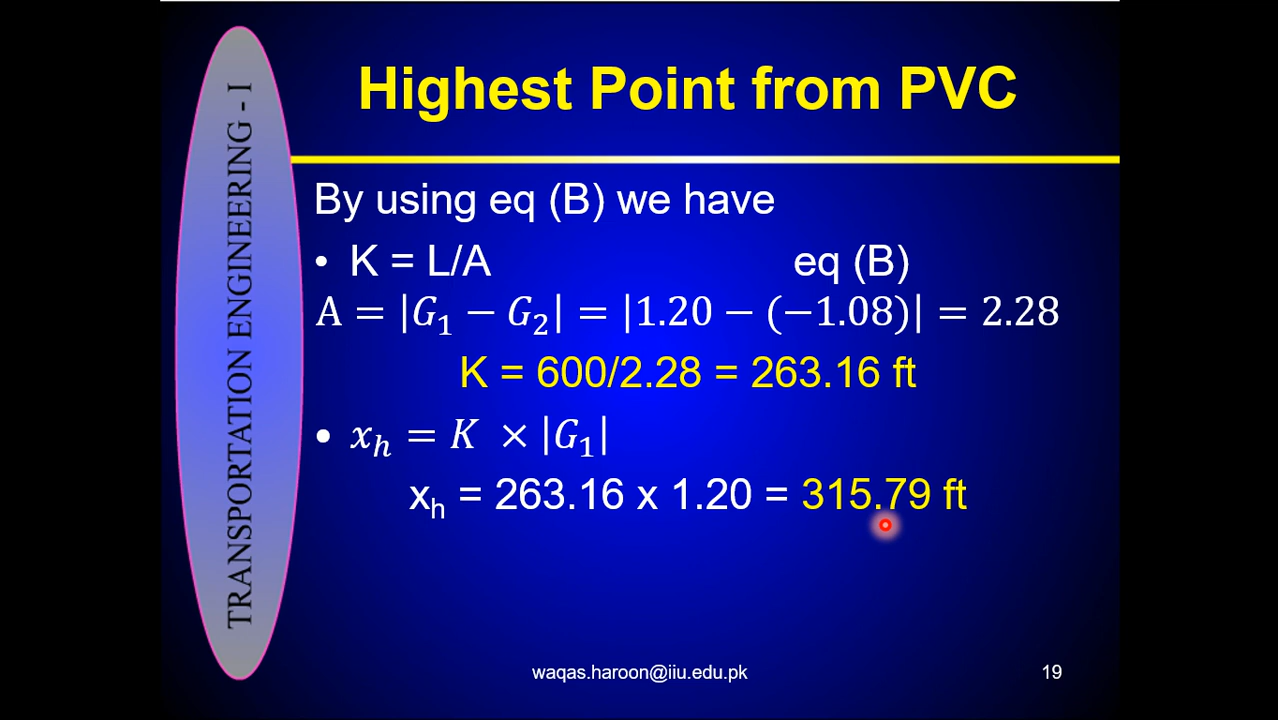 Highest Point from PVC
TRANSPORTATION ENGINEERING - I
By using eq (B) we have
• K = L/A eq (B)
A = |G₁ − G₂| = |1.20 − (−1.08)| = 2.28
K = 600/2.28 = 263.16 ft
• 𝑥ₕ = K × |G₁|
xₕ = 263.16 x 1.20 = 315.79 ft
waqas.haroon@iiu.edu.pk 19